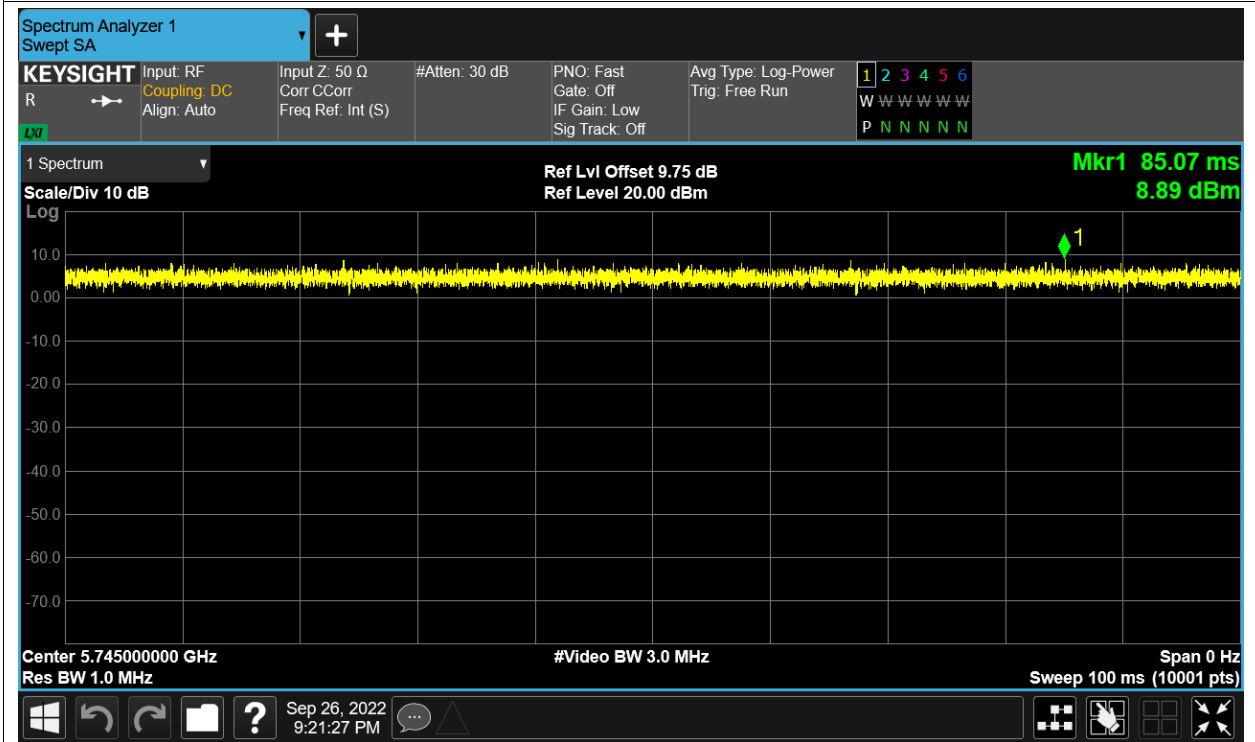 Spectrum Analyzer 1
Swept SA
+
KEYSIGHT
R
LXI
Input: RF
Coupling: DC
Align: Auto
Input Z: 50 Ω
Corr CCorr
Freq Ref: Int (S)
#Atten: 30 dB
PNO: Fast
Gate: Off
IF Gain: Low
Sig Track: Off
Avg Type: Log-Power
Trig: Free Run
1 2 3 4 5 6
W W W W W W
P N N N N N
1 Spectrum
Scale/Div 10 dB
Log
Ref Lvl Offset 9.75 dB
Ref Level 20.00 dBm
Mkr1 85.07 ms
8.89 dBm
1
10.0
0.00
-10.0
-20.0
-30.0
-40.0
-50.0
-60.0
-70.0
Center 5.745000000 GHz
Res BW 1.0 MHz
#Video BW 3.0 MHz
Span 0 Hz
Sweep 100 ms (10001 pts)
?
Sep 26, 2022
9:21:27 PM